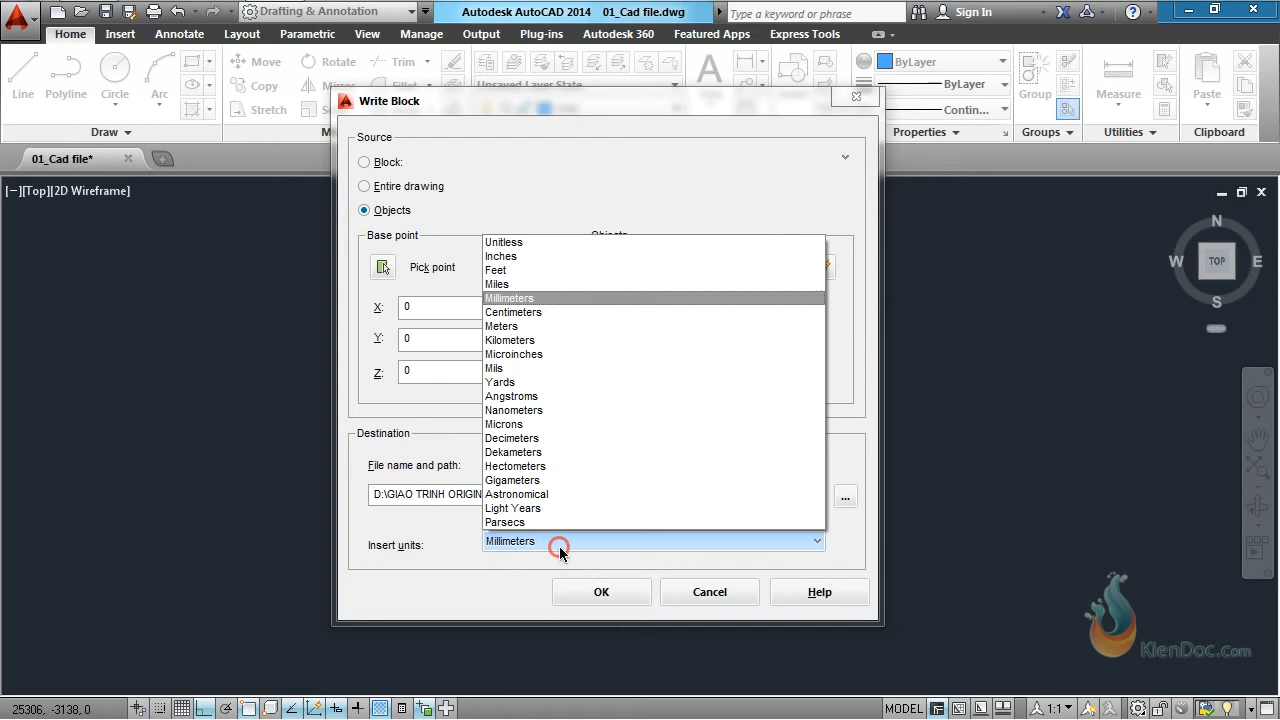 Drafting & Annotation
Autodesk AutoCAD 2014 01_Cad file.dwg
Type a keyword or phrase
Sign In
Home Insert Annotate Layout Parametric View Manage Output Plug-ins Autodesk 360 Featured Apps Express Tools
Line Polyline Circle Arc
Move Rotate Trim
Copy
Stretch
Unsaved Layer State
ByLayer
ByLayer
Contin...
Group Measure Paste
Draw Properties Groups Utilities Clipboard
01_Cad file*
[−][Top][2D Wireframe]
Write Block
Source
Block:
Entire drawing
Objects
Base point
Pick point
X: 0
Y: 0
Z: 0
Unitless
Inches
Feet
Miles
Millimeters
Centimeters
Meters
Kilometers
Microinches
Mils
Yards
Angstroms
Nanometers
Microns
Decimeters
Dekameters
Hectometers
Gigameters
Astronomical
Light Years
Parsecs
Destination
File name and path:
D:\GIAO TRINH ORIGIN
...
Insert units: Millimeters
OK Cancel Help
N
W TOP E
S
KienDoc.Com
25306, -3138, 0
MODEL
1:1